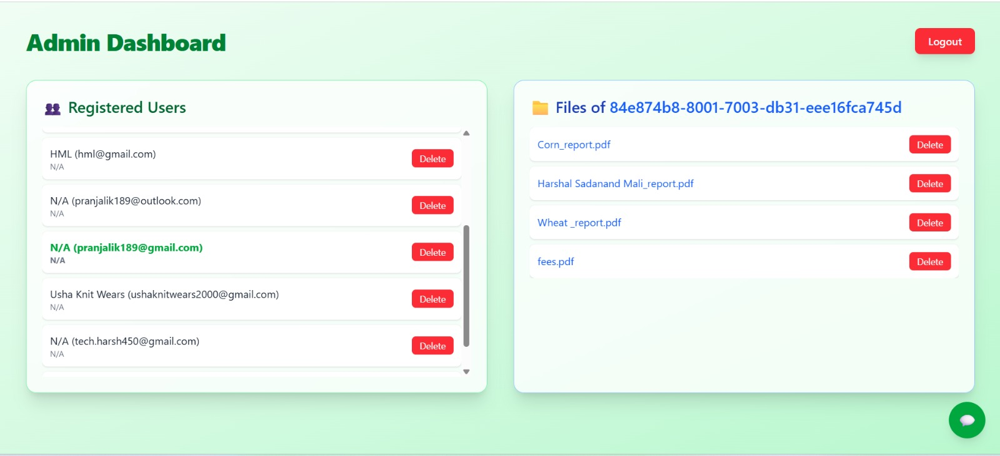 Admin Dashboard
Logout
Registered Users
HML (hml@gmail.com)
N/A
Delete
N/A (pranjalik189@outlook.com)
N/A
Delete
N/A (pranjalik189@gmail.com)
N/A
Delete
Usha Knit Wears (ushaknitwears2000@gmail.com)
N/A
Delete
N/A (tech.harsh450@gmail.com)
N/A
Delete
Files of 84e874b8-8001-7003-db31-eee16fca745d
Corn_report.pdf
Delete
Harshal Sadanand Mali_report.pdf
Delete
Wheat _report.pdf
Delete
fees.pdf
Delete